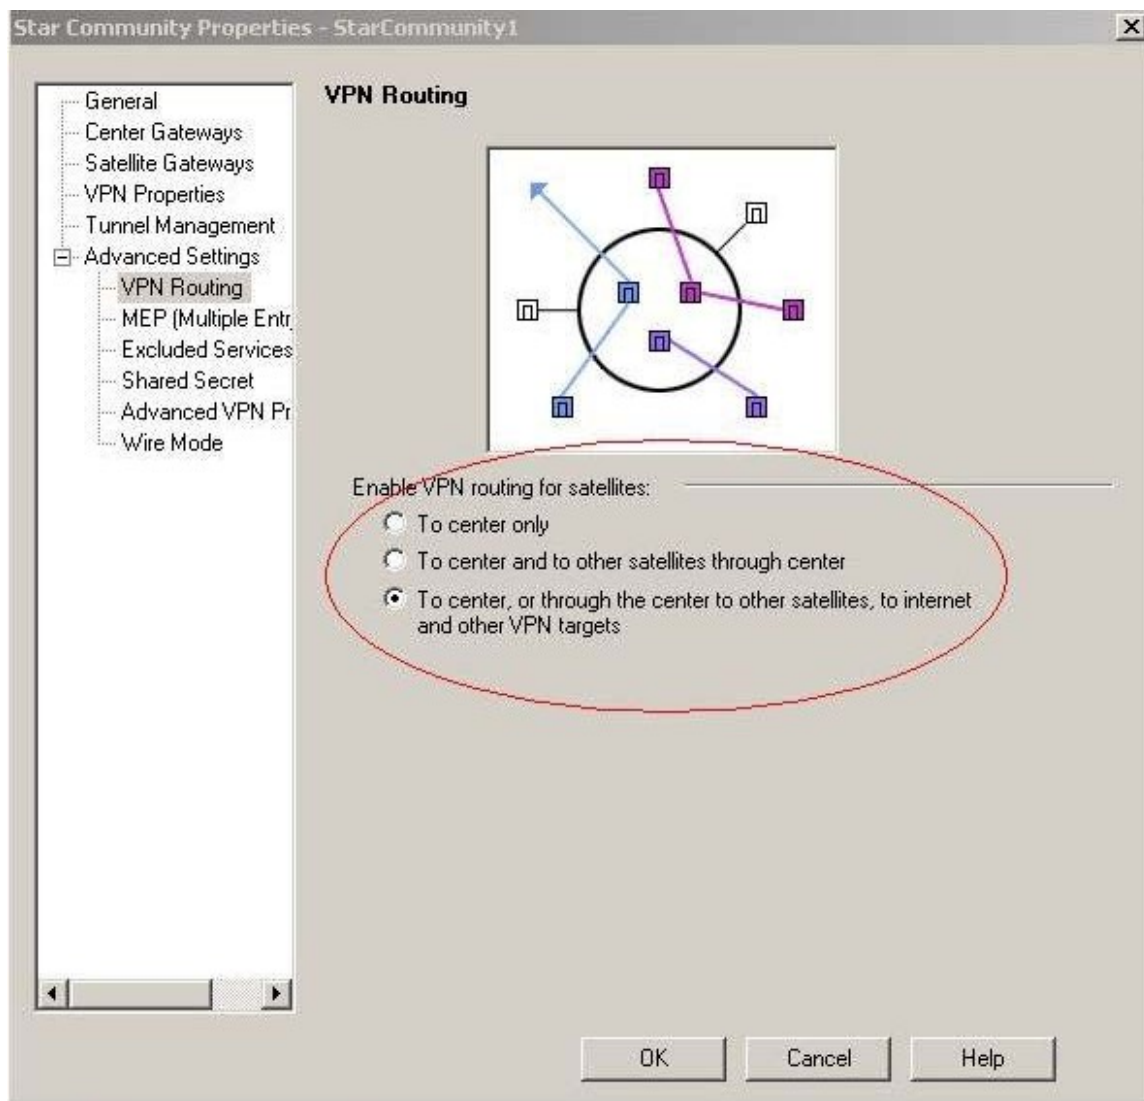 Star Community Properties - StarCommunity1
General
Center Gateways
Satellite Gateways
VPN Properties
Tunnel Management
Advanced Settings
VPN Routing
MEP (Multiple Entr
Excluded Services
Shared Secret
Advanced VPN Pr
Wire Mode
VPN Routing
Enable VPN routing for satellites:
To center only
To center and to other satellites through center
To center, or through the center to other satellites, to internet
and other VPN targets
OK
Cancel
Help